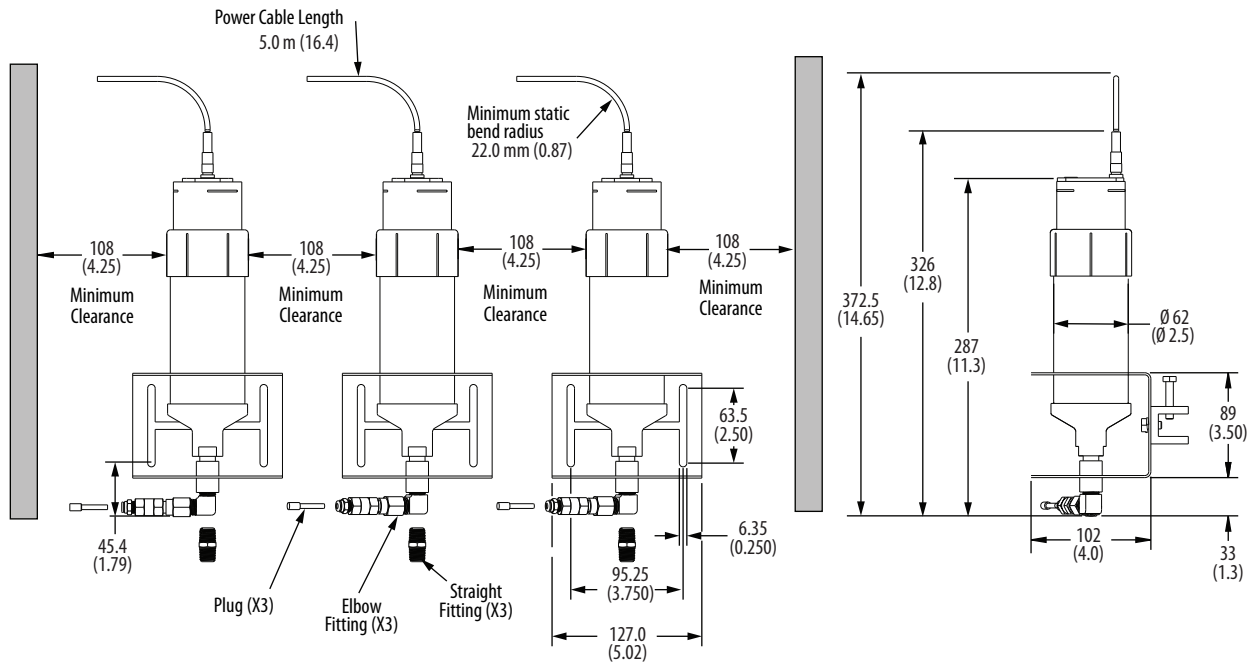 Power Cable Length
5.0 m (16.4)
Minimum static
bend radius
22.0 mm (0.87)
108
(4.25)
Minimum
Clearance
108
(4.25)
Minimum
Clearance
108
(4.25)
Minimum
Clearance
108
(4.25)
Minimum
Clearance
372.5
(14.65)
326
(12.8)
287
(11.3)
Ø 62
(Ø 2.5)
63.5
(2.50)
89
(3.50)
45.4
(1.79)
6.35
(0.250)
95.25
(3.750)
127.0
(5.02)
102
(4.0)
33
(1.3)
Plug (X3)
Elbow
Fitting (X3)
Straight
Fitting (X3)